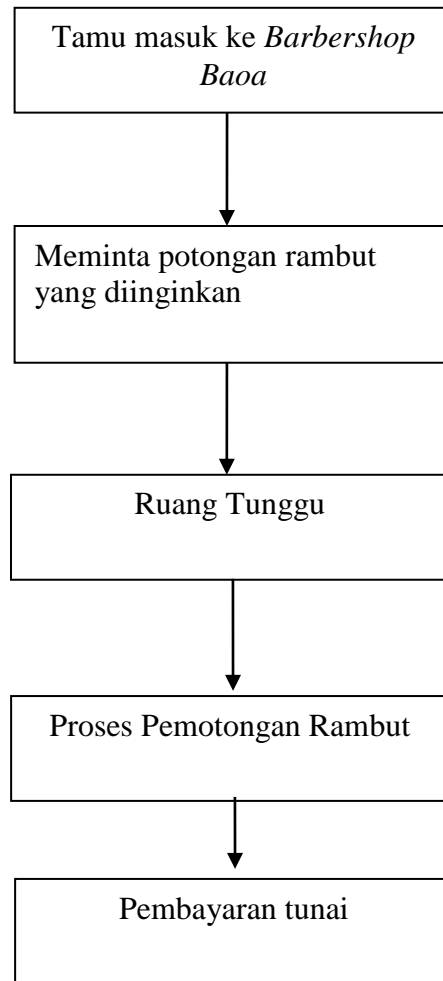 Tamu masuk ke Barbershop
Baoa
Meminta potongan rambut
yang diinginkan
Ruang Tunggu
Proses Pemotongan Rambut
Pembayaran tunai